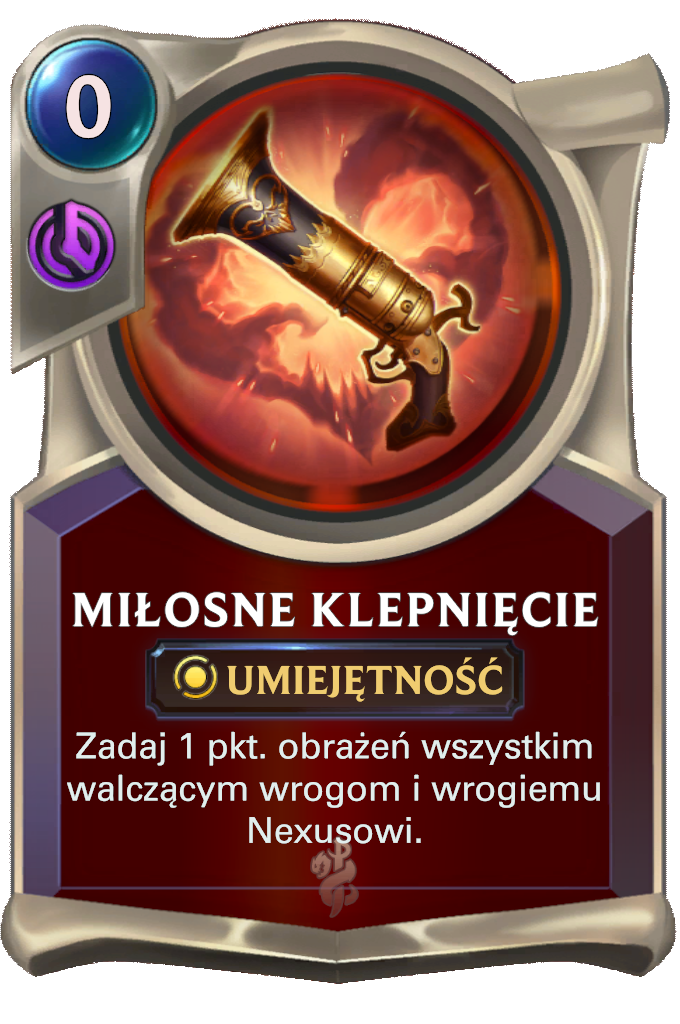 0
MIŁOSNE KLEPNIĘCIE
UMIEJĘTNOŚĆ
Zadaj 1 pkt. obrażeń wszystkim
walczącym wrogom i wrogiemu
Nexusowi.